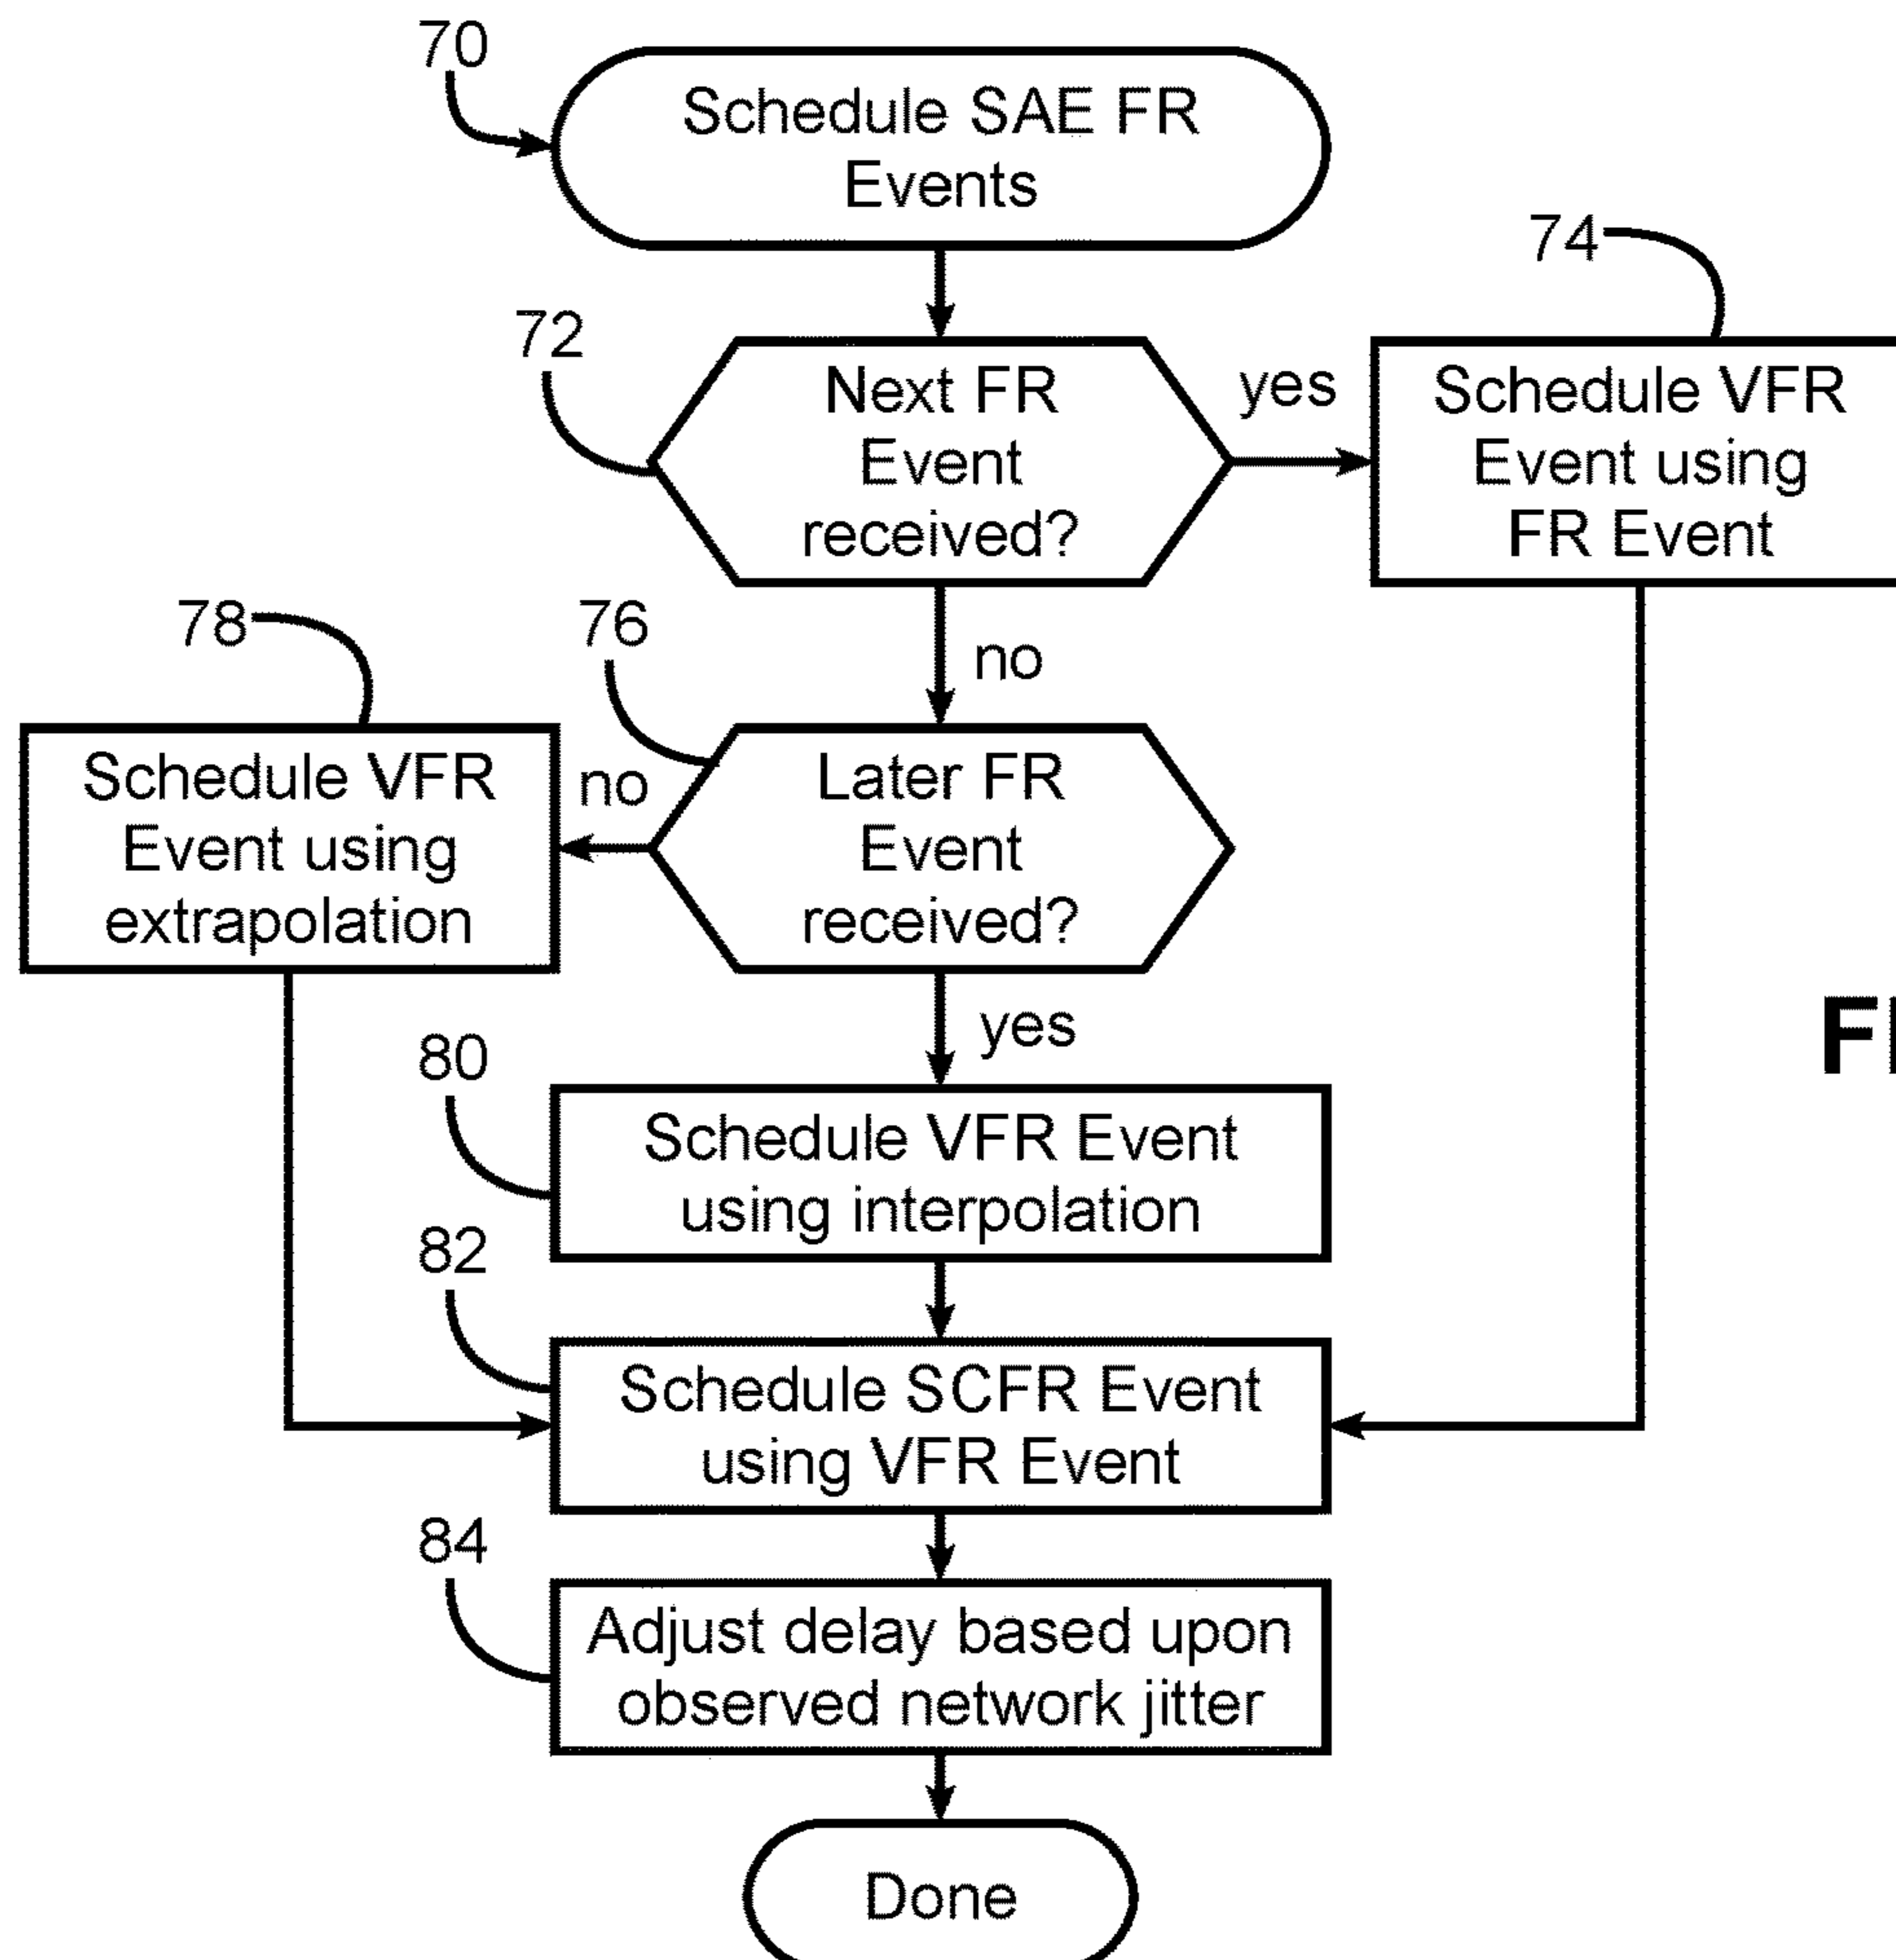 70
Schedule SAE FR
Events
74
72
Next FR
Event
received?
yes
Schedule VFR
Event using
FR Event
no
78
76
Schedule VFR
Event using
extrapolation
no
Later FR
Event
received?
yes
80
Schedule VFR Event
using interpolation
82
Schedule SCFR Event
using VFR Event
84
Adjust delay based upon
observed network jitter
Done